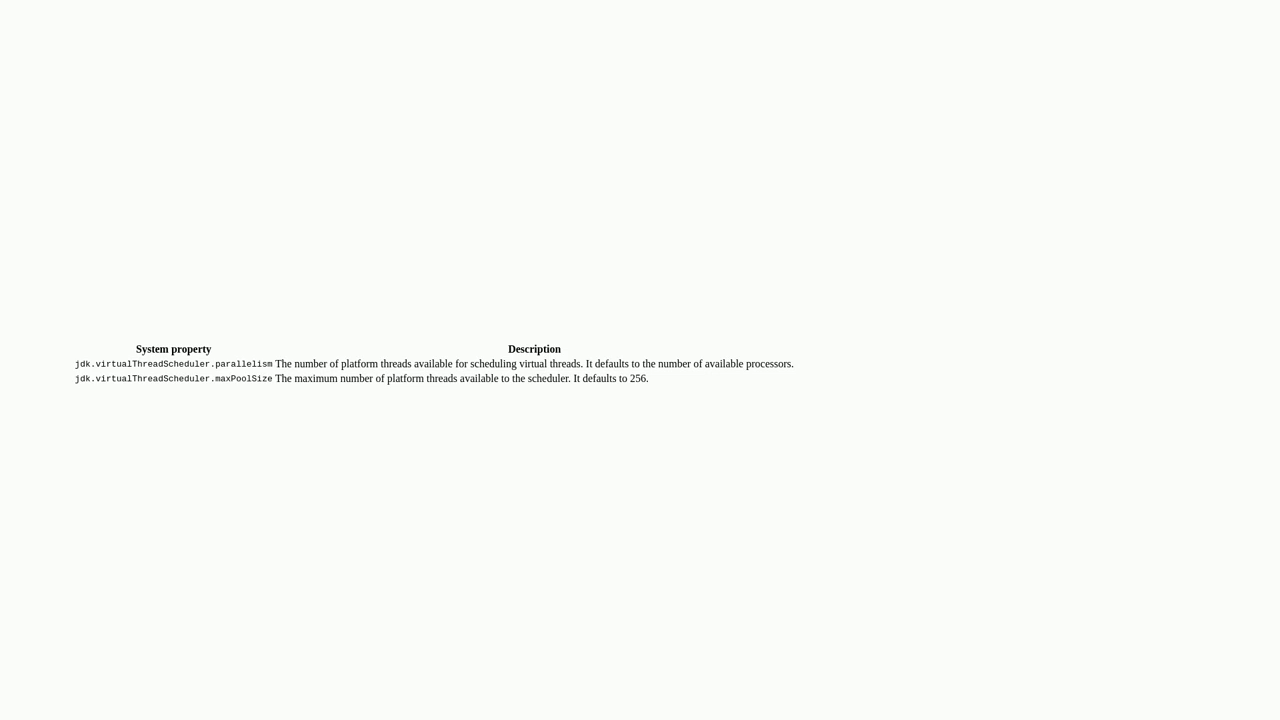 System property Description
jdk.virtualThreadScheduler.parallelism The number of platform threads available for scheduling virtual threads. It defaults to the number of available processors.
jdk.virtualThreadScheduler.maxPoolSize The maximum number of platform threads available to the scheduler. It defaults to 256.